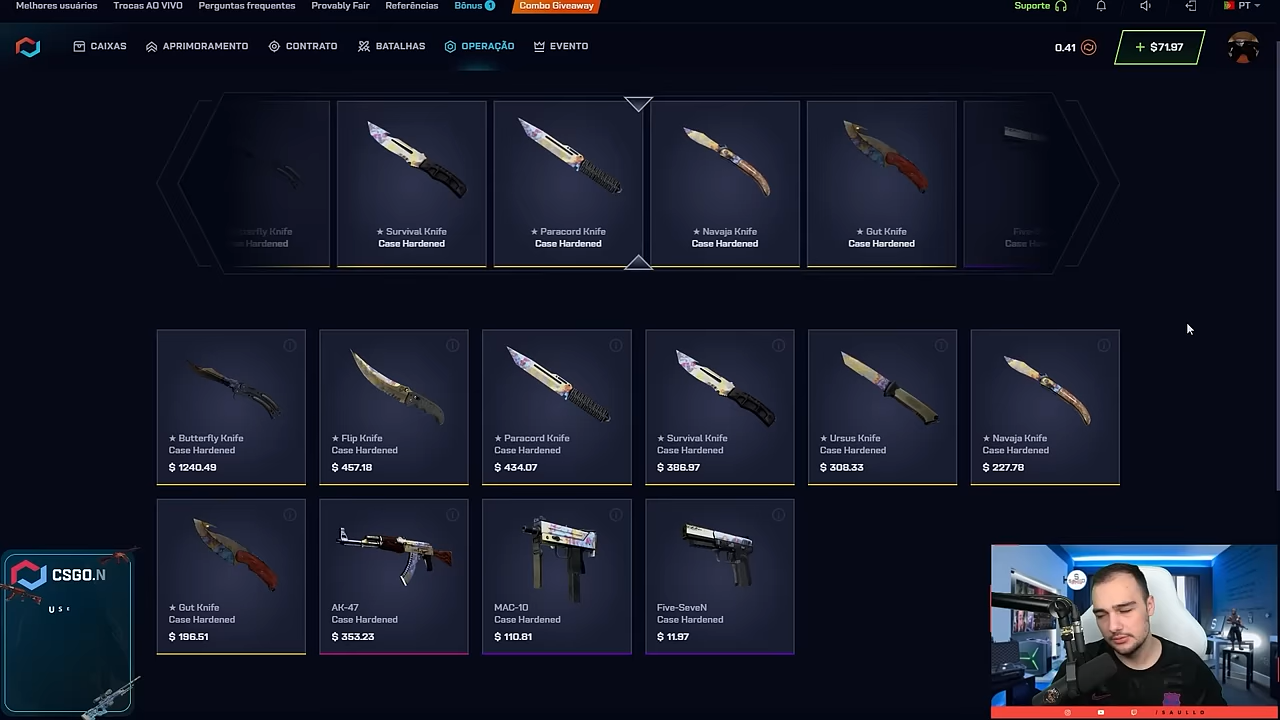 Melhores usuários Trocas AO VIVO Perguntas frequentes Provably Fair Referências Bônus 1 Combo Giveaway Suporte PT
CAIXAS APRIMORAMENTO CONTRATO BATALHAS OPERAÇÃO EVENTO 0.41 + $71.97
★ Survival Knife ★ Paracord Knife ★ Navaja Knife ★ Gut Knife
Case Hardened Case Hardened Case Hardened Case Hardened
★ Butterfly Knife ★ Flip Knife ★ Paracord Knife ★ Survival Knife ★ Ursus Knife ★ Navaja Knife
Case Hardened Case Hardened Case Hardened Case Hardened Case Hardened Case Hardened
$ 1240.49 $ 457.18 $ 434.07 $ 386.97 $ 308.33 $ 227.78
★ Gut Knife AK-47 MAC-10 Five-SeveN
Case Hardened Case Hardened Case Hardened Case Hardened
$ 196.51 $ 353.23 $ 110.81 $ 11.97
CSGO.N
USE
ISAULLO